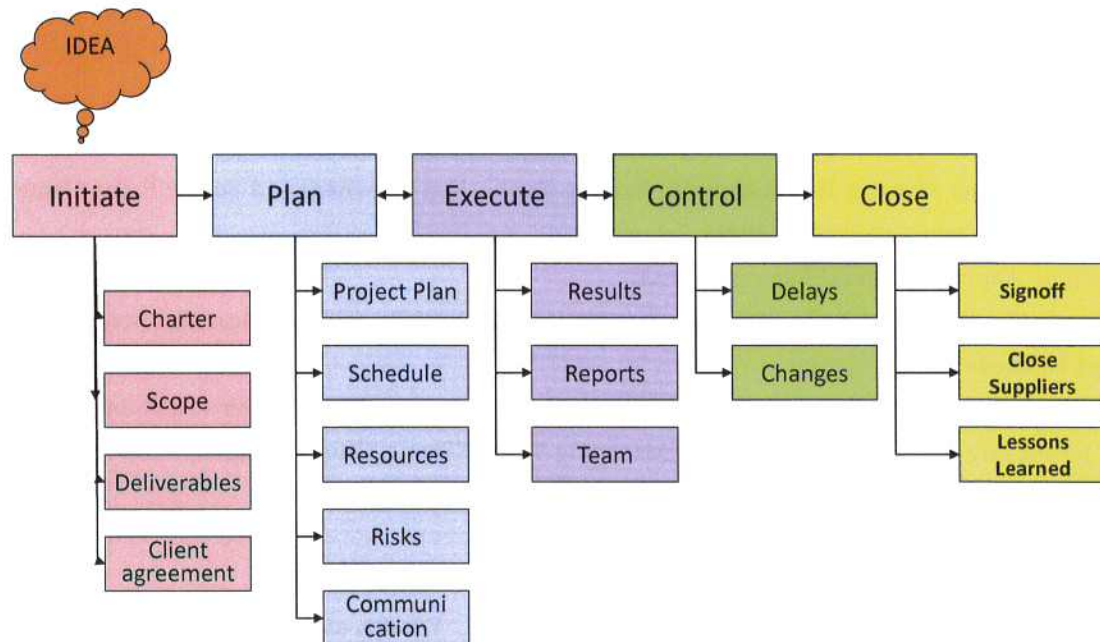 IDEA
Initiate
Plan
Execute
Control
Close
Charter
Scope
Deliverables
Client
agreement
Project Plan
Schedule
Resources
Risks
Communi
cation
Results
Reports
Team
Delays
Changes
Signoff
Close
Suppliers
Lessons
Learned